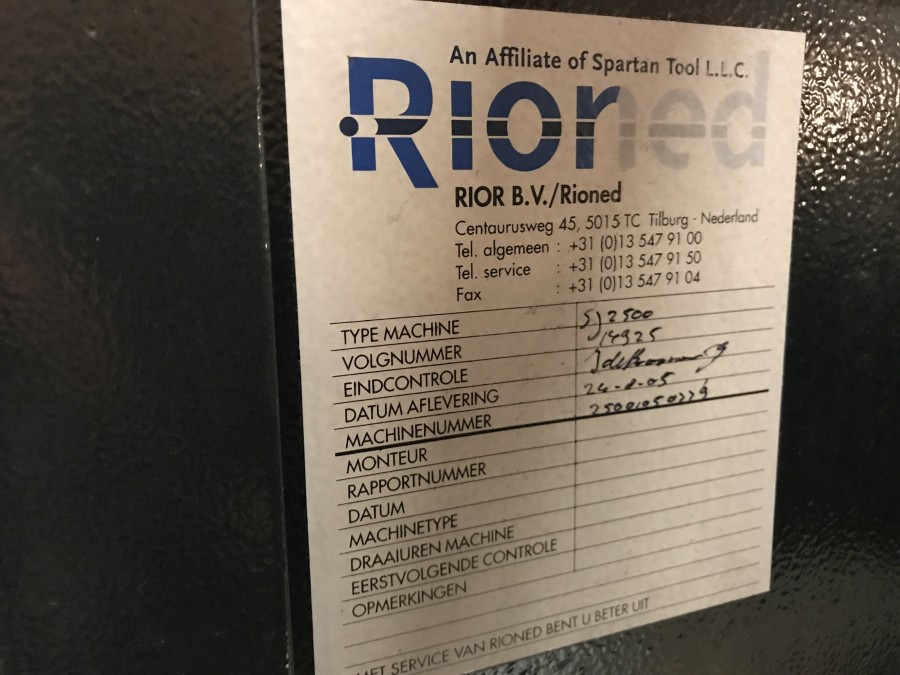 An Affiliate of Spartan Tool L.L.C.
Rioned
RIOR B.V./Rioned
Centaurusweg 45, 5015 TC Tilburg - Nederland
Tel. algemeen : +31 (0)13 547 91 00
Tel. service : +31 (0)13 547 91 50
Fax : +31 (0)13 547 91 04
TYPE MACHINE SJ2500
VOLGNUMMER 14925
EINDCONTROLE
DATUM AFLEVERING 24-8-05
MACHINENUMMER
MONTEUR
RAPPORTNUMMER
DATUM
MACHINETYPE
DRAAIUREN MACHINE
EERSTVOLGENDE CONTROLE
OPMERKINGEN
MET SERVICE VAN RIONED BENT U BETER UIT